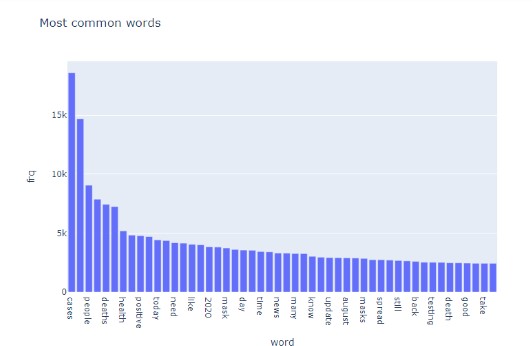 Most common words
frq
15k
10k
5k
0
cases
people
deaths
health
positive
today
need
like
2020
mask
day
time
news
many
know
update
august
masks
spread
still
back
testing
death
good
take
word